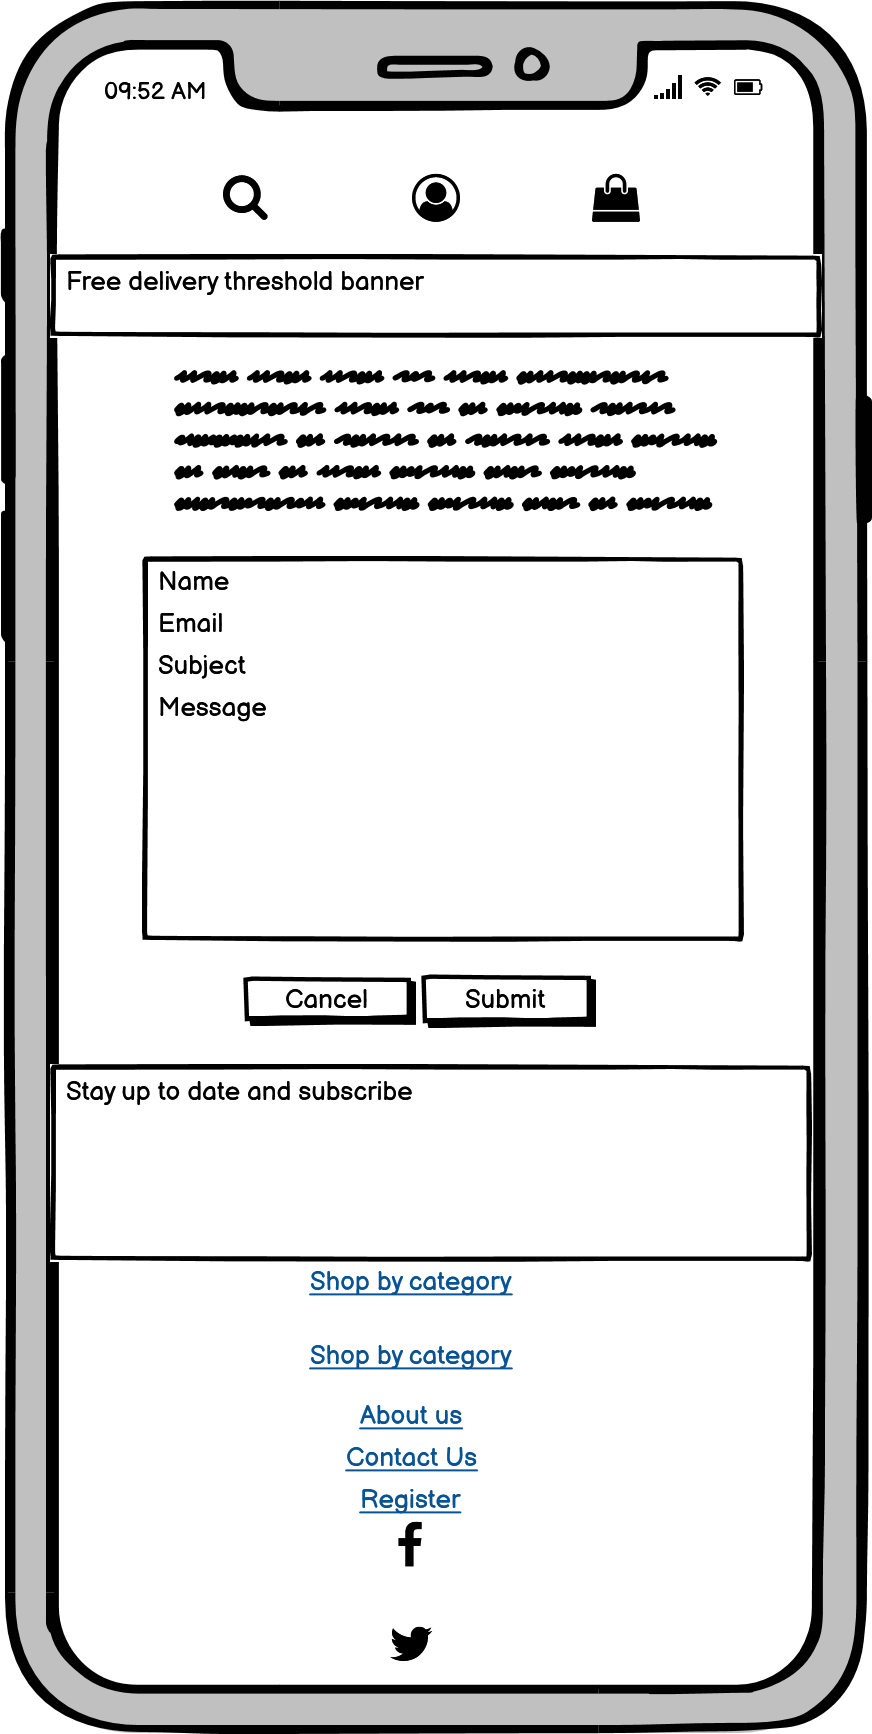 09:52 AM
Free delivery threshold banner
Name
Email
Subject
Message
Cancel Submit
Stay up to date and subscribe
Shop by category
Shop by category
About us
Contact Us
Register